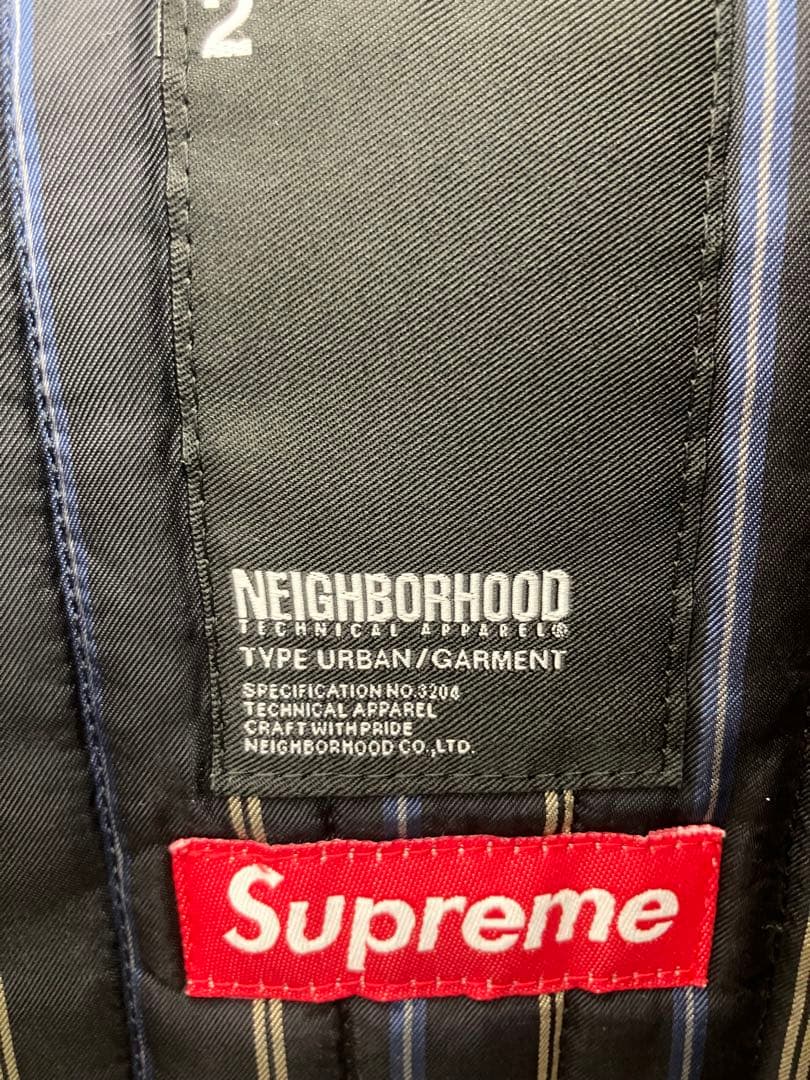 2
NEIGHBORHOOD
TECHNICAL APPAREL®
TYPE URBAN/GARMENT
SPECIFICATION NO.3204
TECHNICAL APPAREL
CRAFT WITH PRIDE
NEIGHBORHOOD CO.,LTD.
Supreme